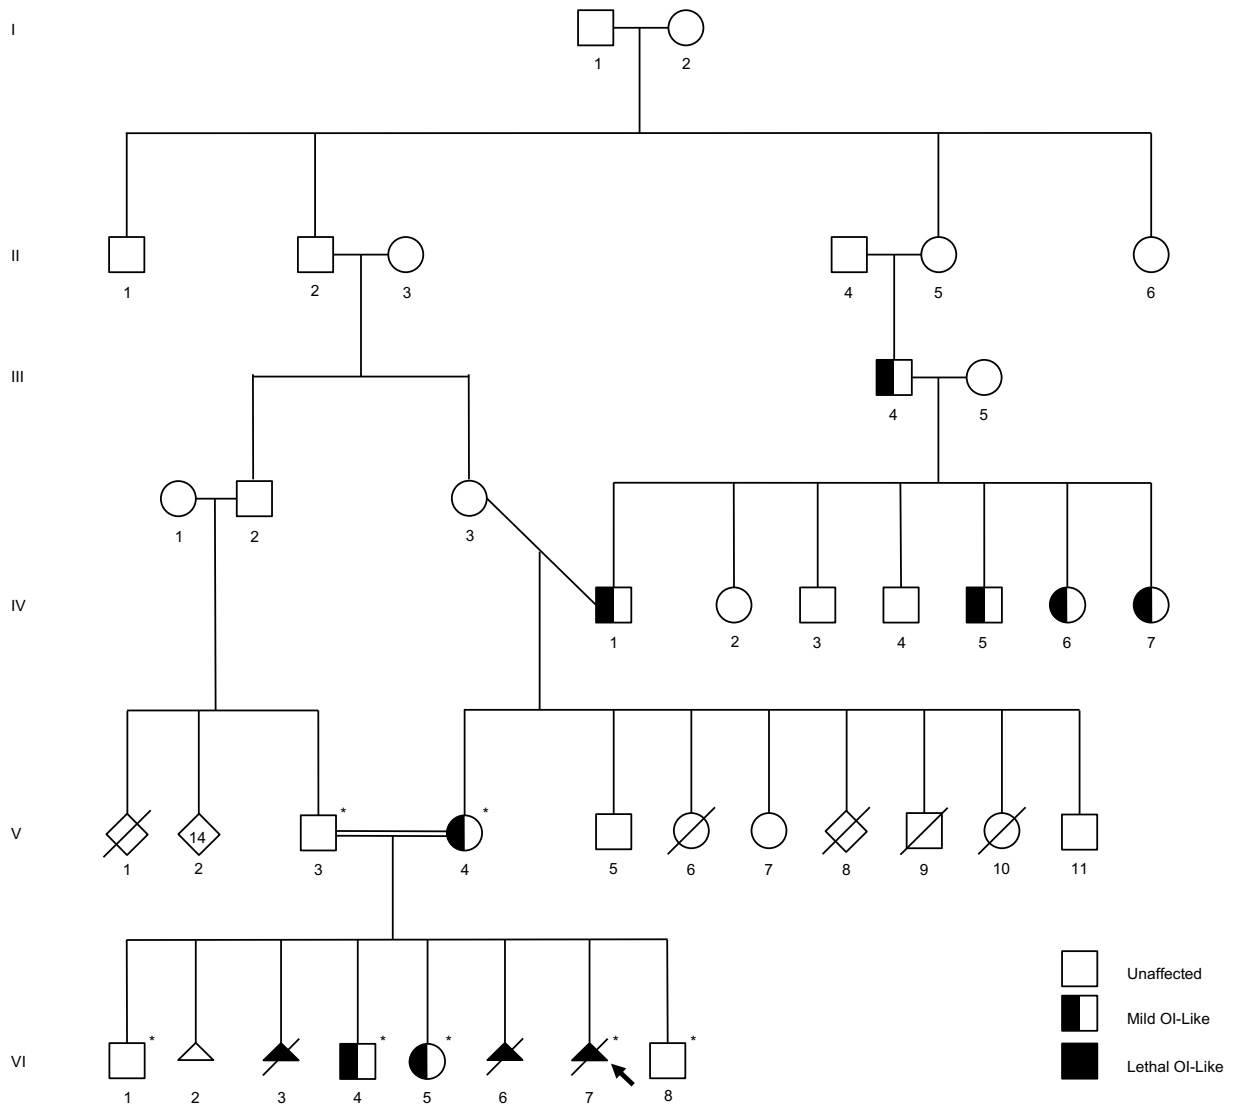 I
1 2
II
1 2 3 4 5 6
III
4 5
1 2 3
IV
1 2 3 4 5 6 7
* *
V
14
1 2 3 4 5 6 7 8 9 10 11
Unaffected
Mild OI-Like
* * * * *
VI
Lethal OI-Like
1 2 3 4 5 6 7 8